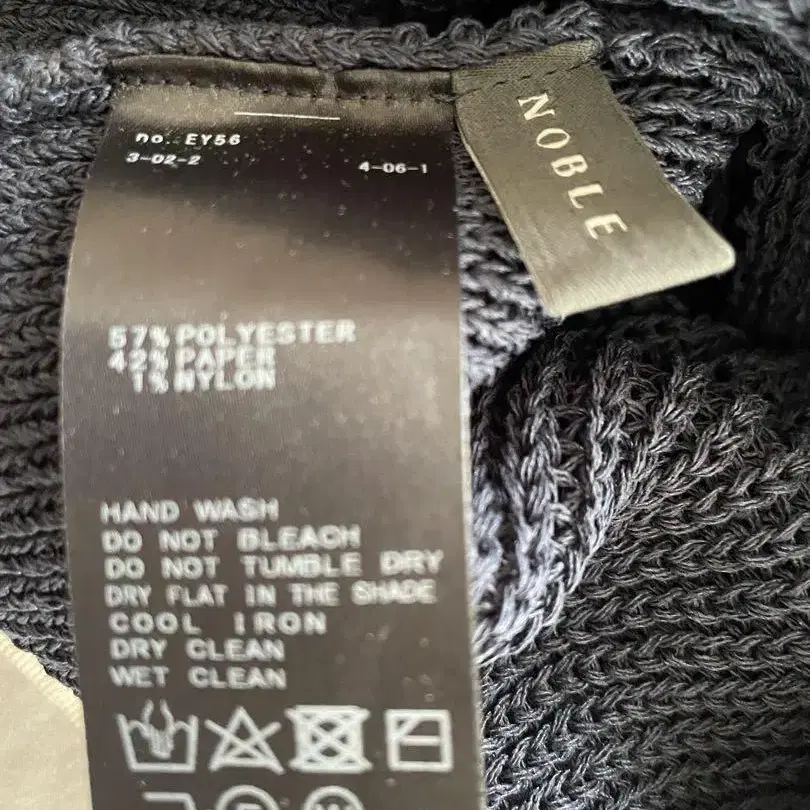 no. EY56
3-02-2
4-06-1
NOBLE
57% POLYESTER
42% PAPER
1% NYLON
HAND WASH
DO NOT BLEACH
DO NOT TUMBLE DRY
DRY FLAT IN THE SHADE
COOL IRON
DRY CLEAN
WET CLEAN